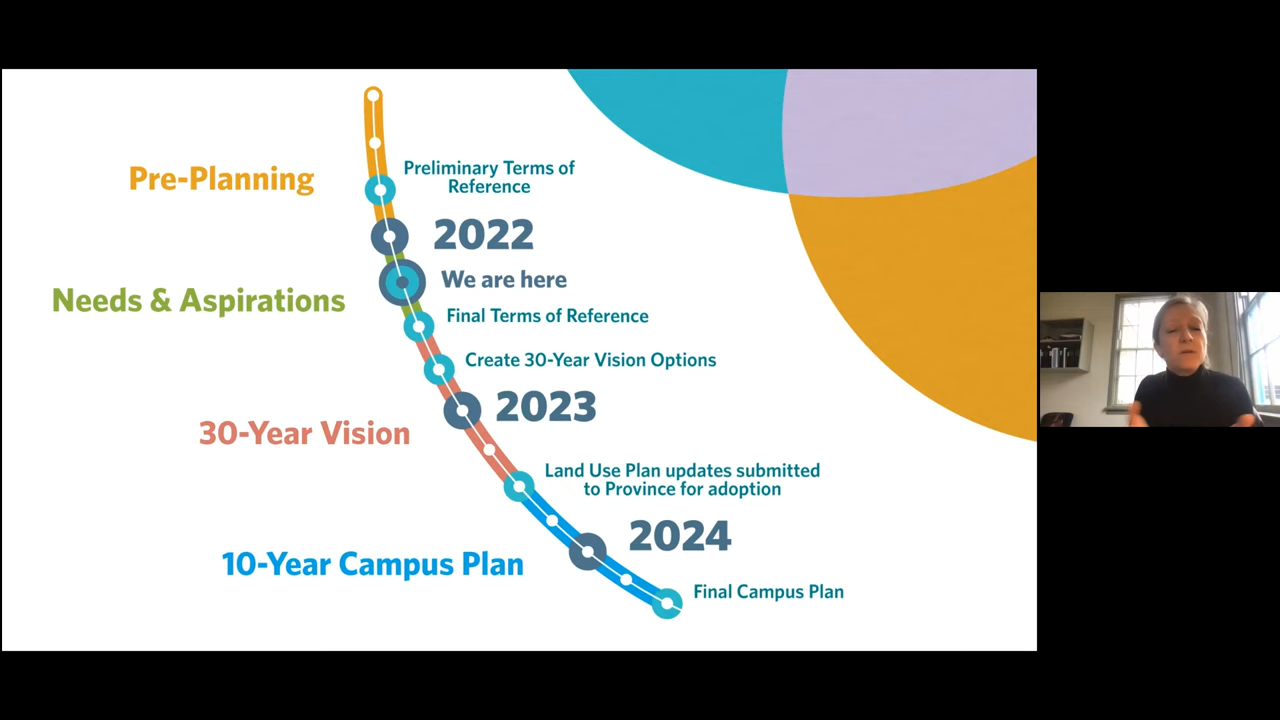 Pre-Planning
Preliminary Terms of
Reference
2022
We are here
Needs & Aspirations
Final Terms of Reference
Create 30-Year Vision Options
2023
30-Year Vision
Land Use Plan updates submitted
to Province for adoption
2024
10-Year Campus Plan
Final Campus Plan